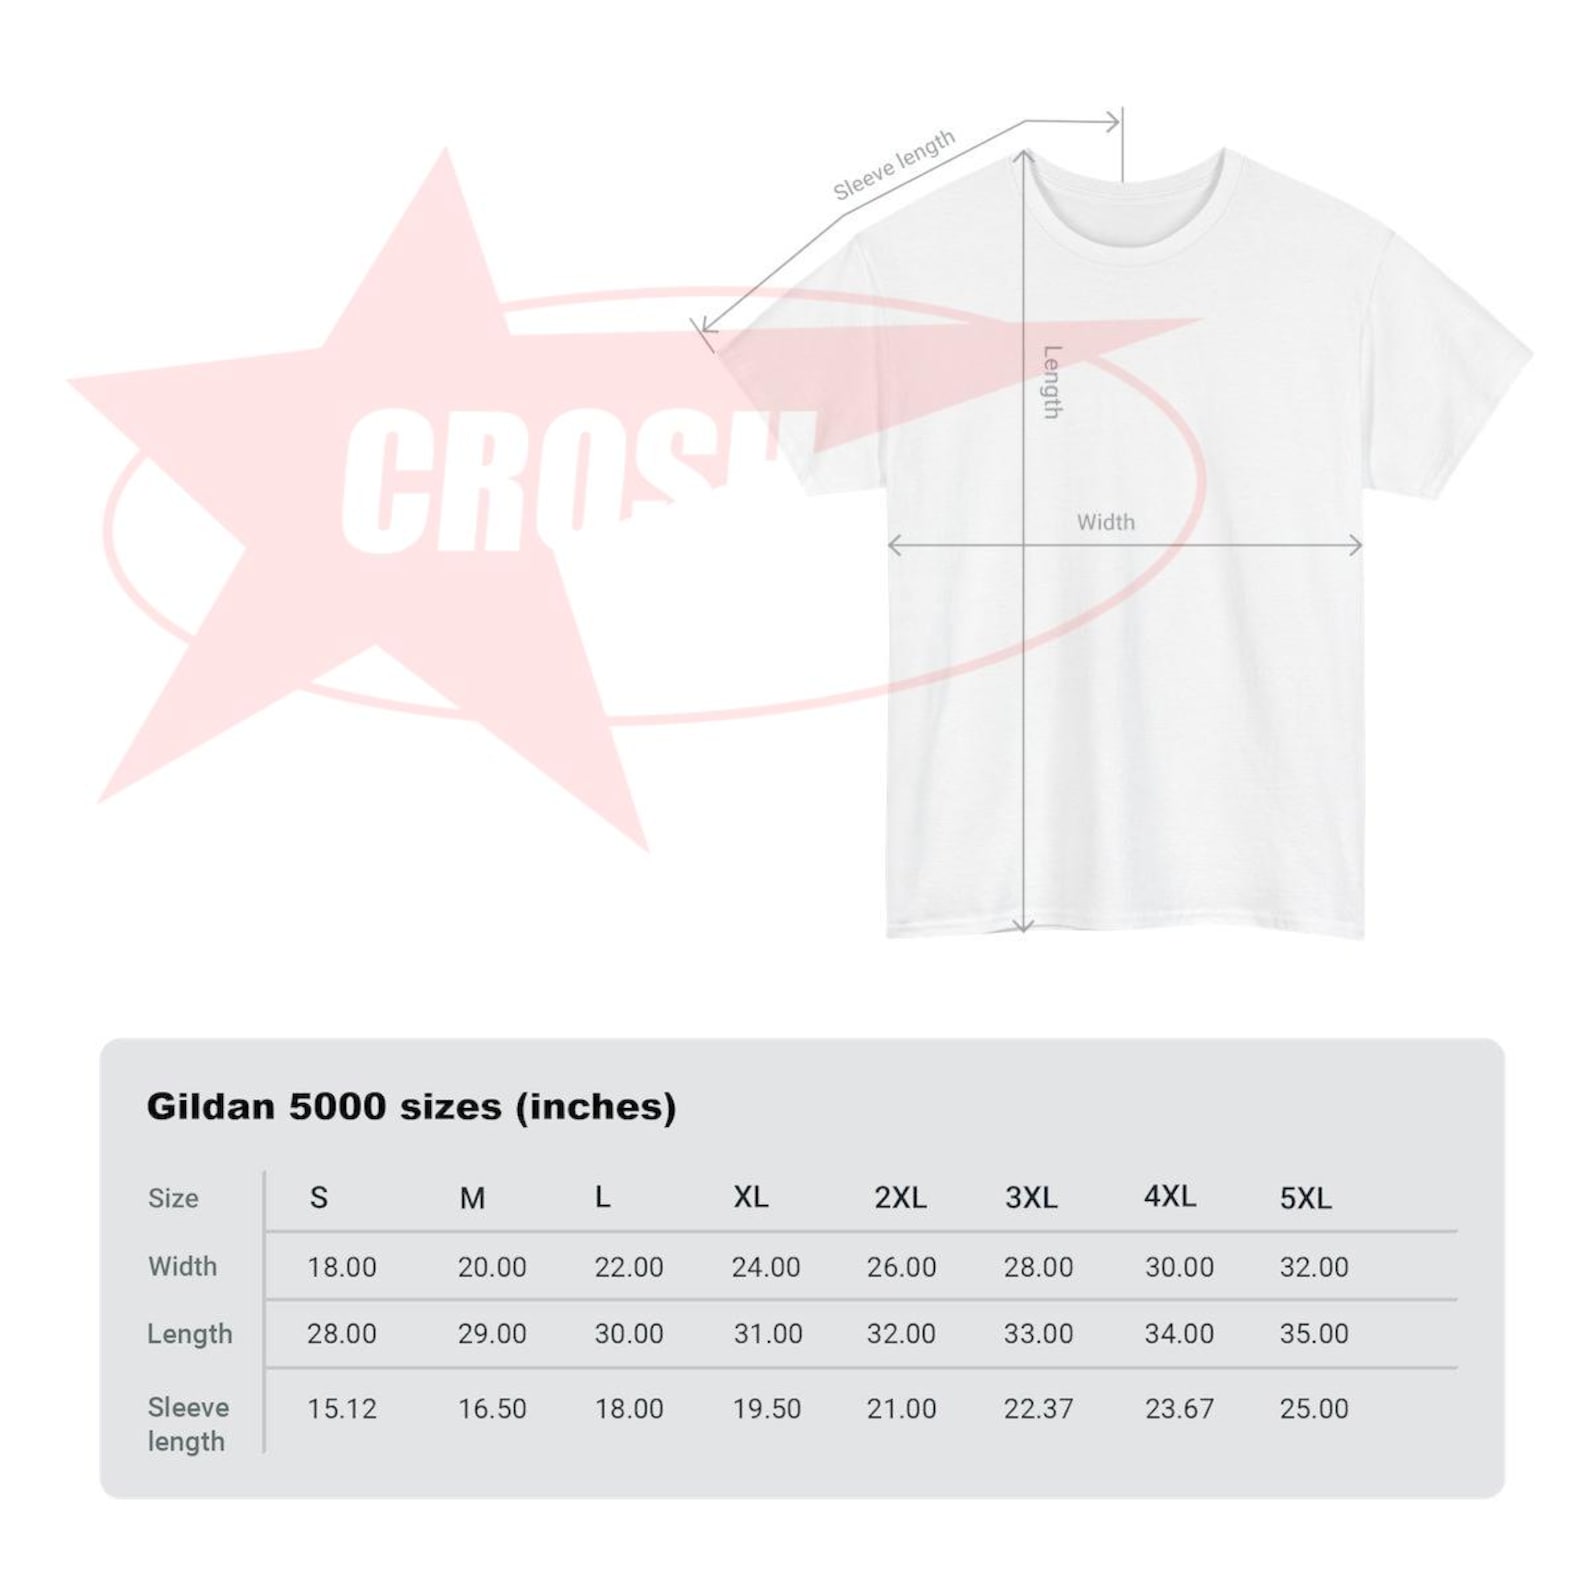 Sleeve length
Length
CROSH
Width
Gildan 5000 sizes (inches)
Size S M L XL 2XL 3XL 4XL 5XL
Width 18.00 20.00 22.00 24.00 26.00 28.00 30.00 32.00
Length 28.00 29.00 30.00 31.00 32.00 33.00 34.00 35.00
Sleeve
length 15.12 16.50 18.00 19.50 21.00 22.37 23.67 25.00